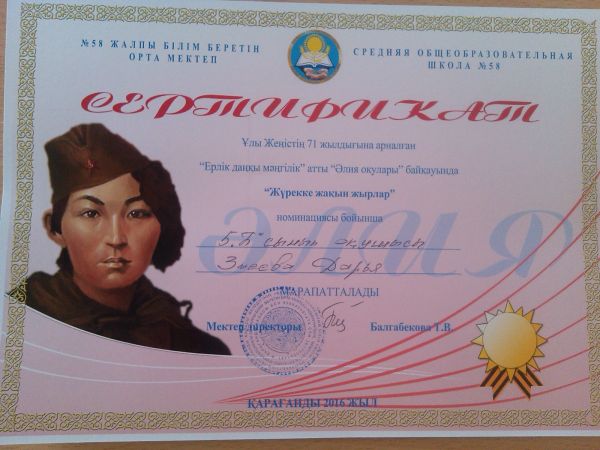 №58 ЖАЛПЫ БІЛІМ БЕРЕТІН
ОРТА МЕКТЕП
СРЕДНЯЯ ОБЩЕОБРАЗОВАТЕЛЬНАЯ
ШКОЛА №58
СЕРТИФИКАТ
Ұлы Жеңістің 71 жылдығына арналған
"Ерлік даңқы мәңгілік" атты "Әлия оқулары" байқауында
"Жүрекке жақын жырлар"
номинациясы бойынша
ӘЛИЯ
5 "Б" сынып оқушысы
Зыева Дарья
МАРАПАТТАЛАДЫ
Мектеп директоры Балгабекова Т.В.
ҚАРАҒАНДЫ 2016 ЖЫЛ